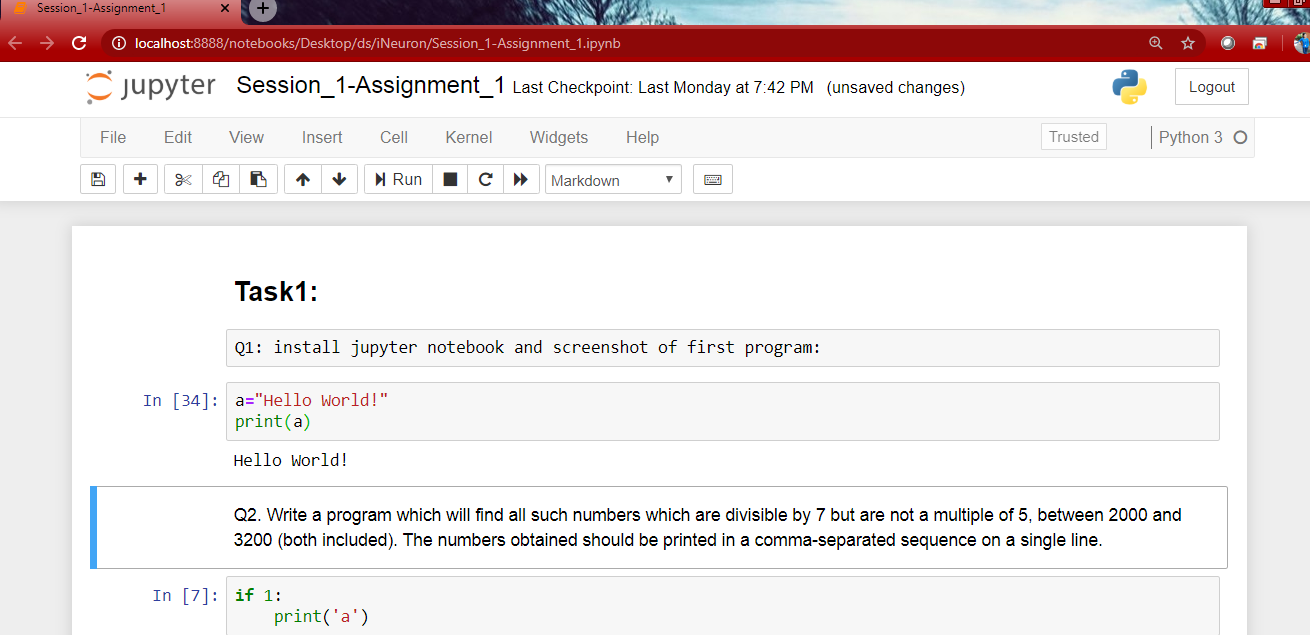 Session_1-Assignment_1
localhost:8888/notebooks/Desktop/ds/iNeuron/Session_1-Assignment_1.ipynb
jupyter Session_1-Assignment_1 Last Checkpoint: Last Monday at 7:42 PM (unsaved changes) Logout
File Edit View Insert Cell Kernel Widgets Help Trusted Python 3
Run Markdown
Task1:
Q1: install jupyter notebook and screenshot of first program:
In [34]: a="Hello World!"
print(a)
Hello World!
Q2. Write a program which will find all such numbers which are divisible by 7 but are not a multiple of 5, between 2000 and
3200 (both included). The numbers obtained should be printed in a comma-separated sequence on a single line.
In [7]: if 1:
print('a')